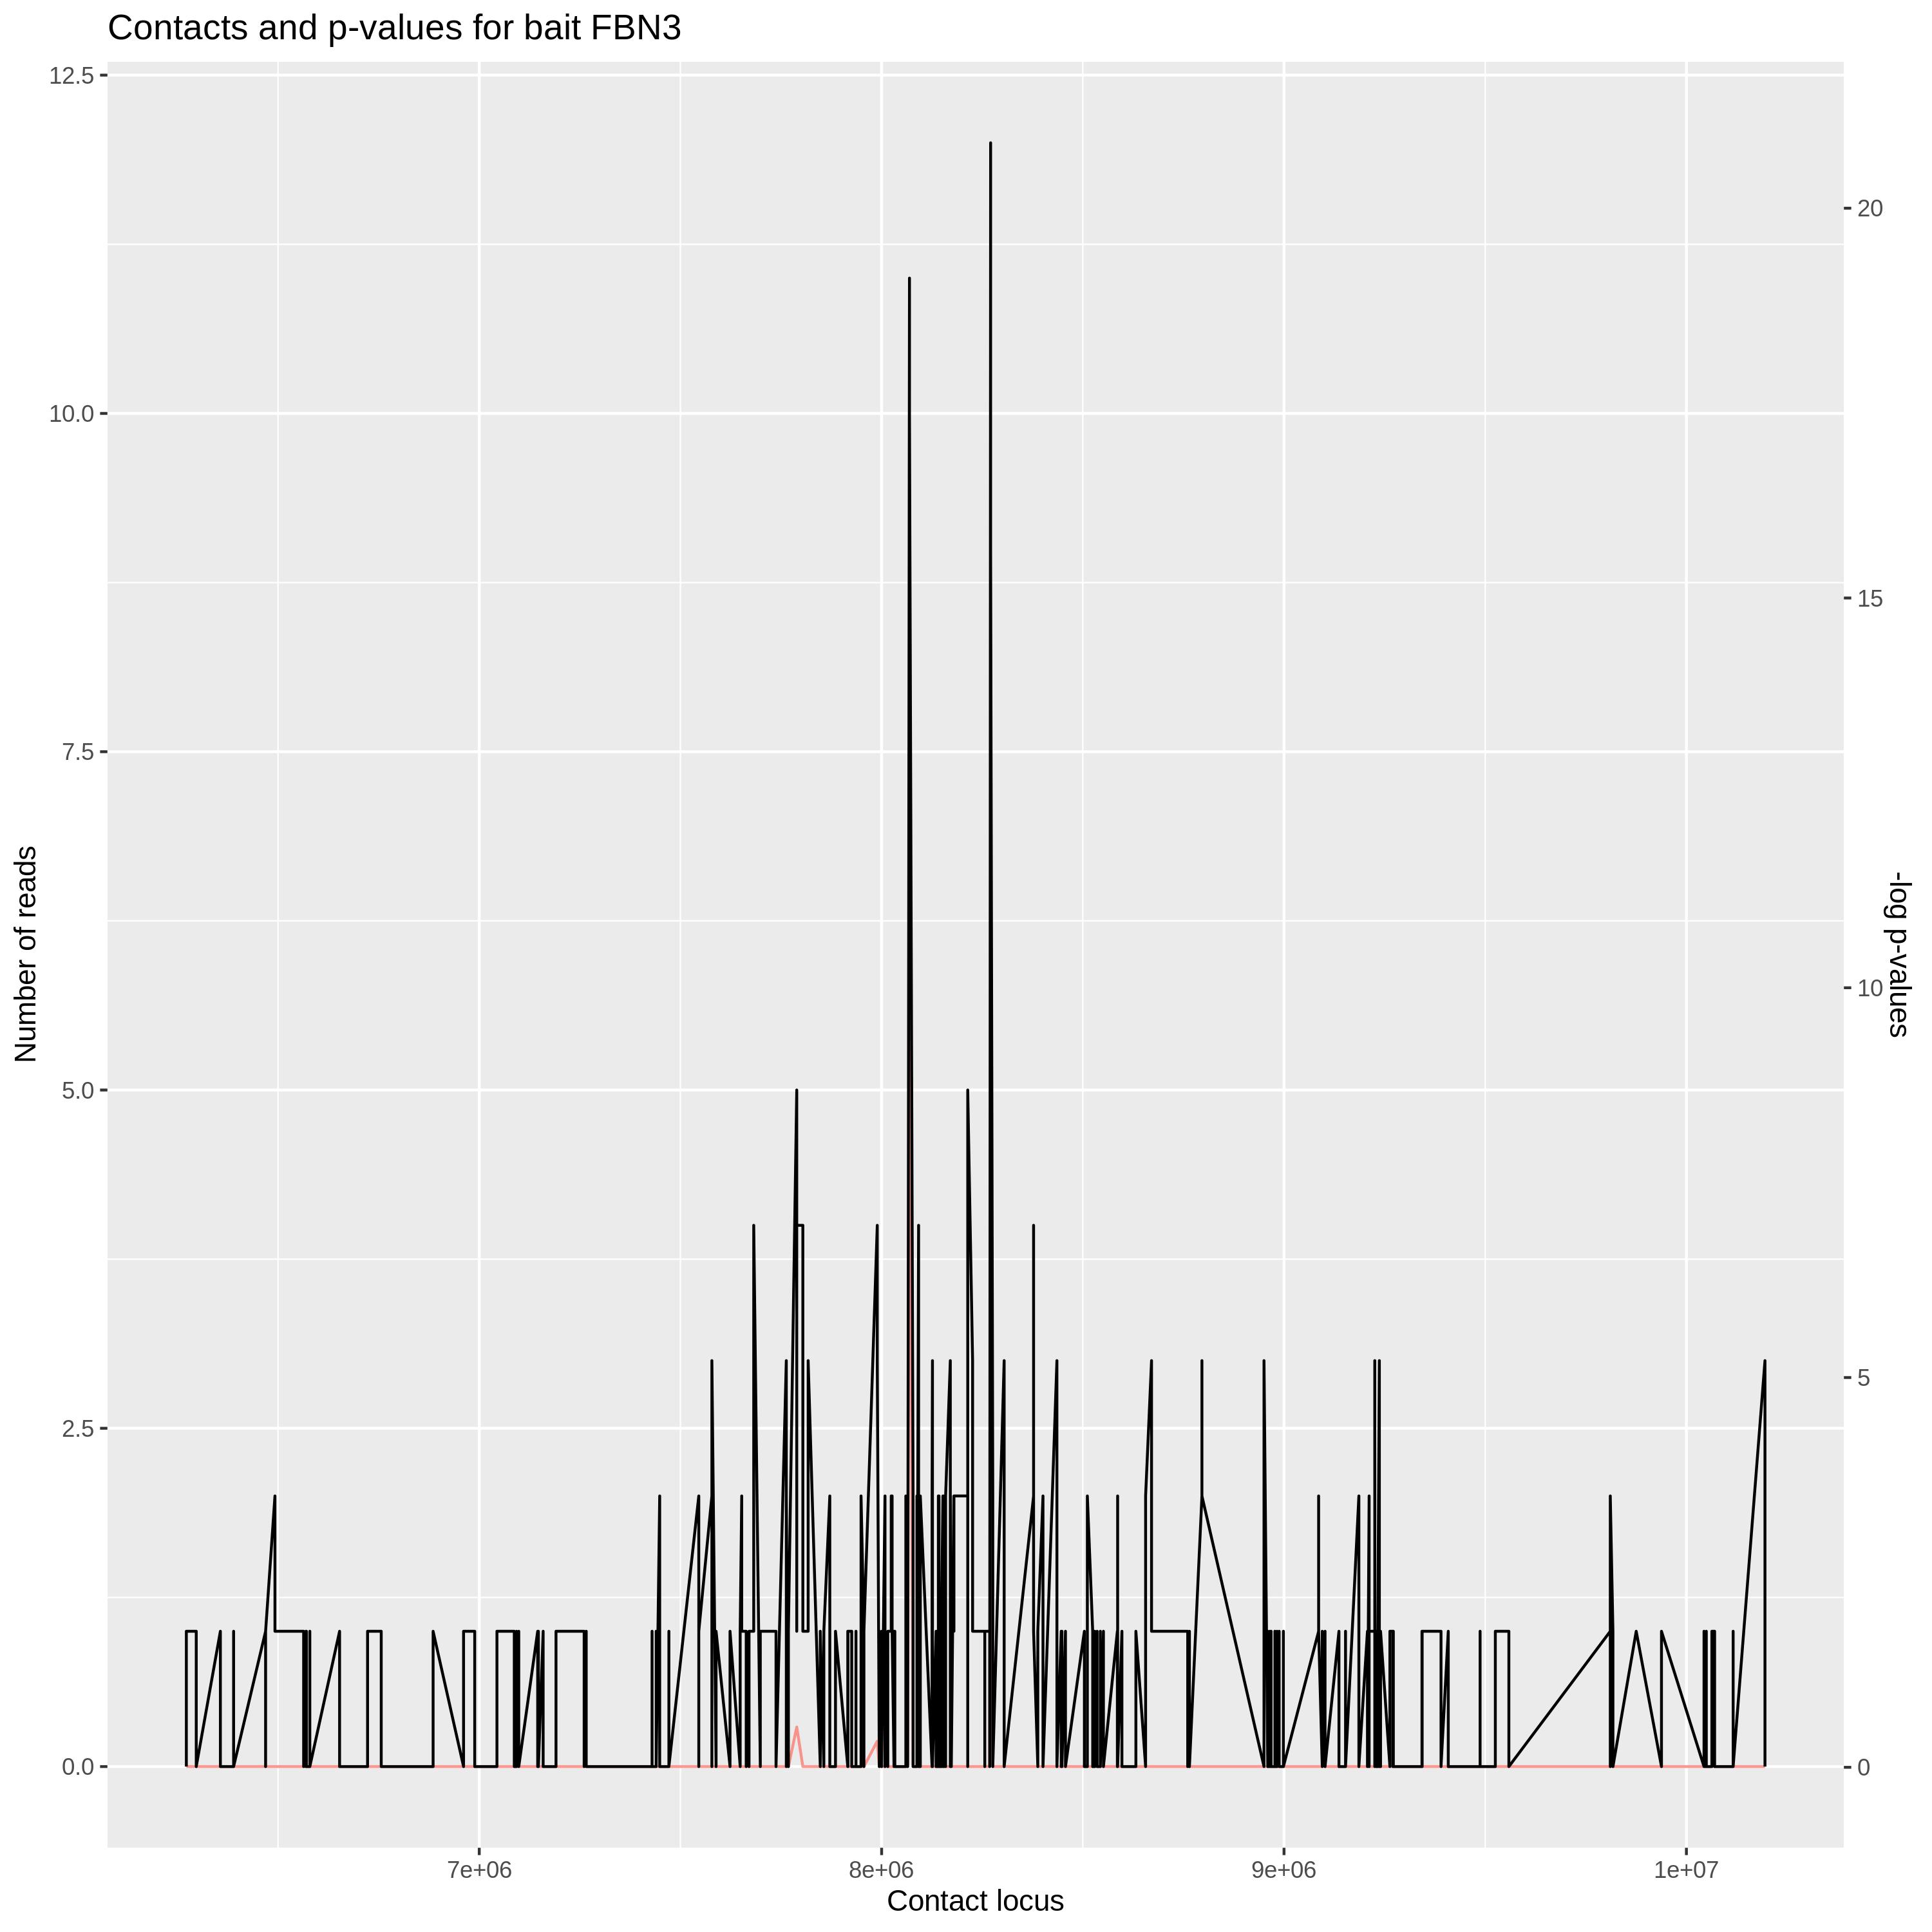 Contacts and p-values for bait FBN3
12.5
10.0
7.5
5.0
2.5
0.0
Number of reads
20
15
10
5
0
-log p-values
7e+06
8e+06
9e+06
1e+07
Contact locus